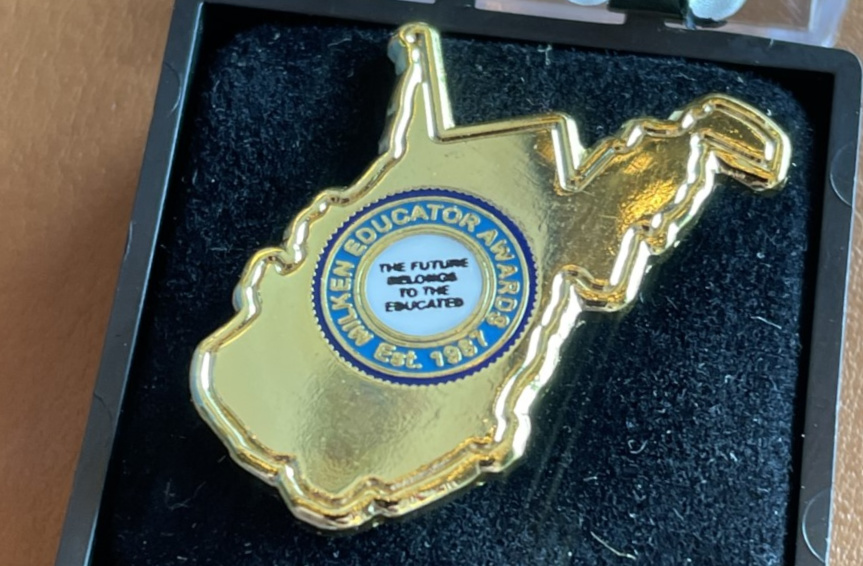 MILKEN EDUCATOR AWARDS
Est. 1987
THE FUTURE
BELONGS
TO THE
EDUCATED